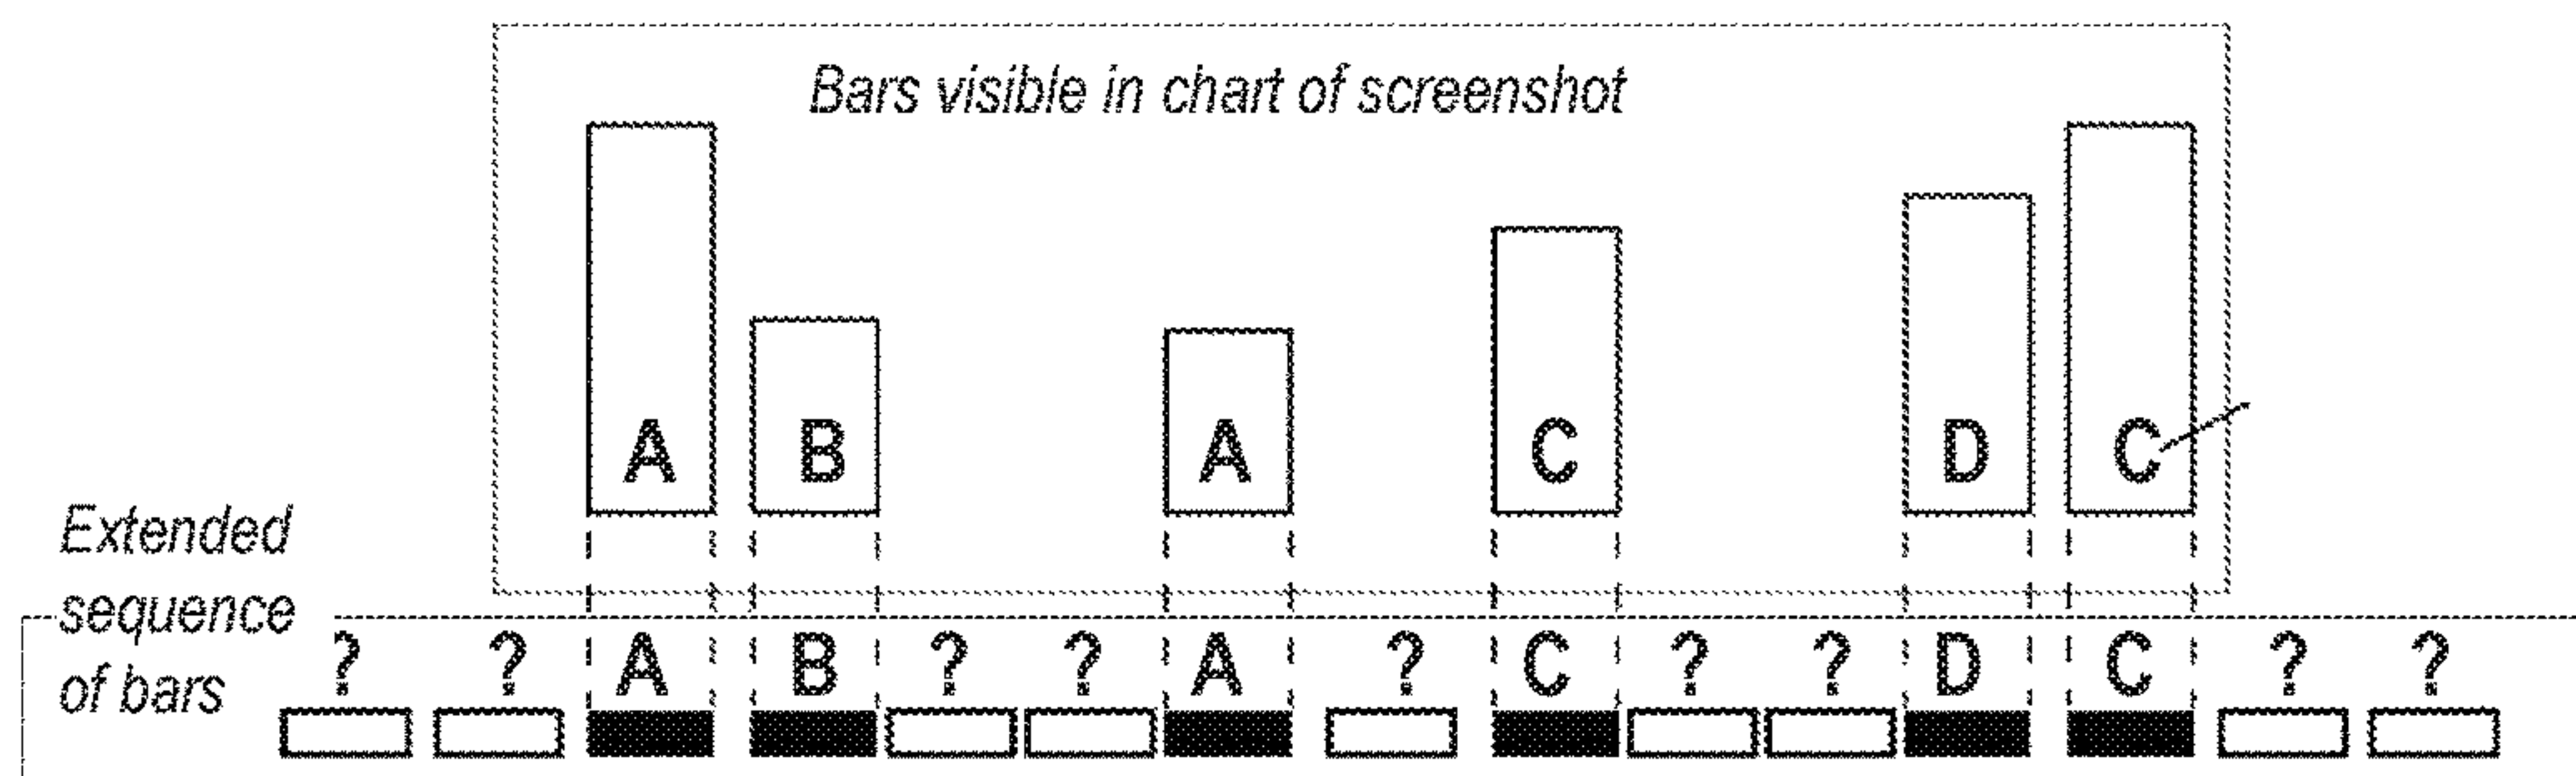 Bars visible in chart of screenshot
A B A C D C
Extended
sequence
of bars
? ? A B ? ? A ? C ? ? D C ? ?